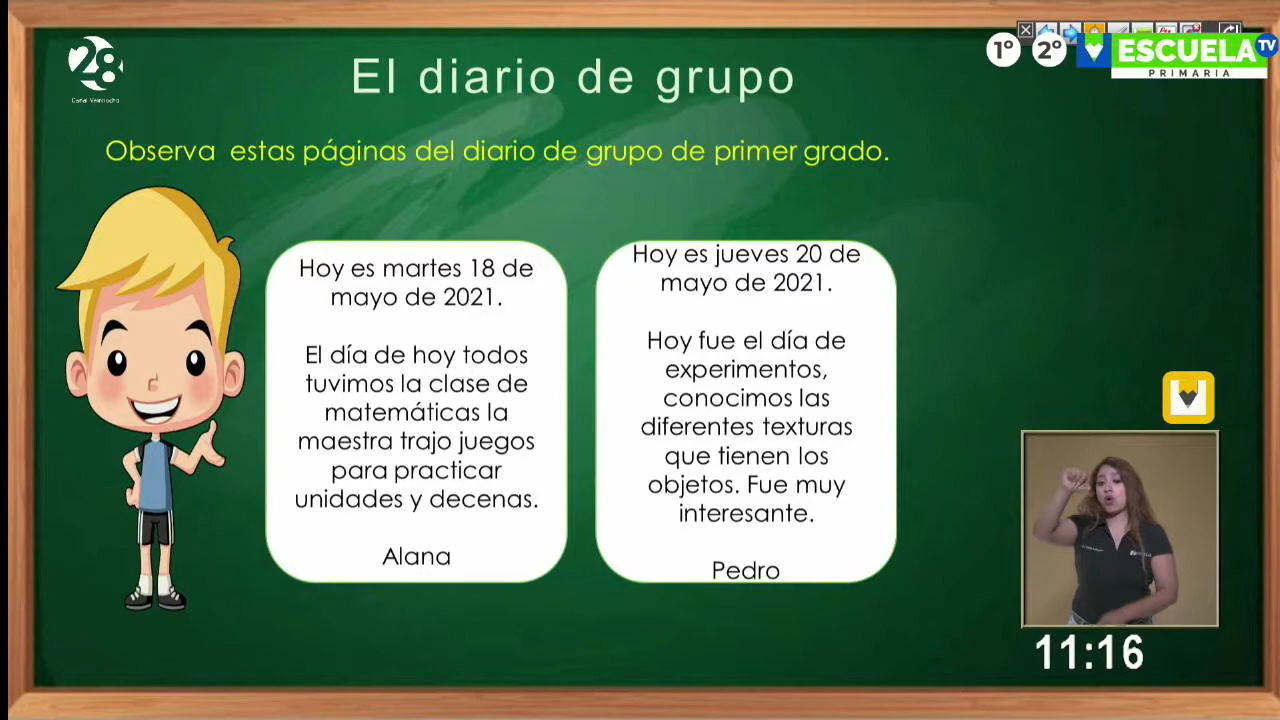 28
Canal Veintiocho
1° 2° ESCUELA TV
PRIMARIA
El diario de grupo
Observa estas páginas del diario de grupo de primer grado.
Hoy es martes 18 de
mayo de 2021.
El día de hoy todos
tuvimos la clase de
matemáticas la
maestra trajo juegos
para practicar
unidades y decenas.
Alana
Hoy es jueves 20 de
mayo de 2021.
Hoy fue el día de
experimentos,
conocimos las
diferentes texturas
que tienen los
objetos. Fue muy
interesante.
Pedro
11:16